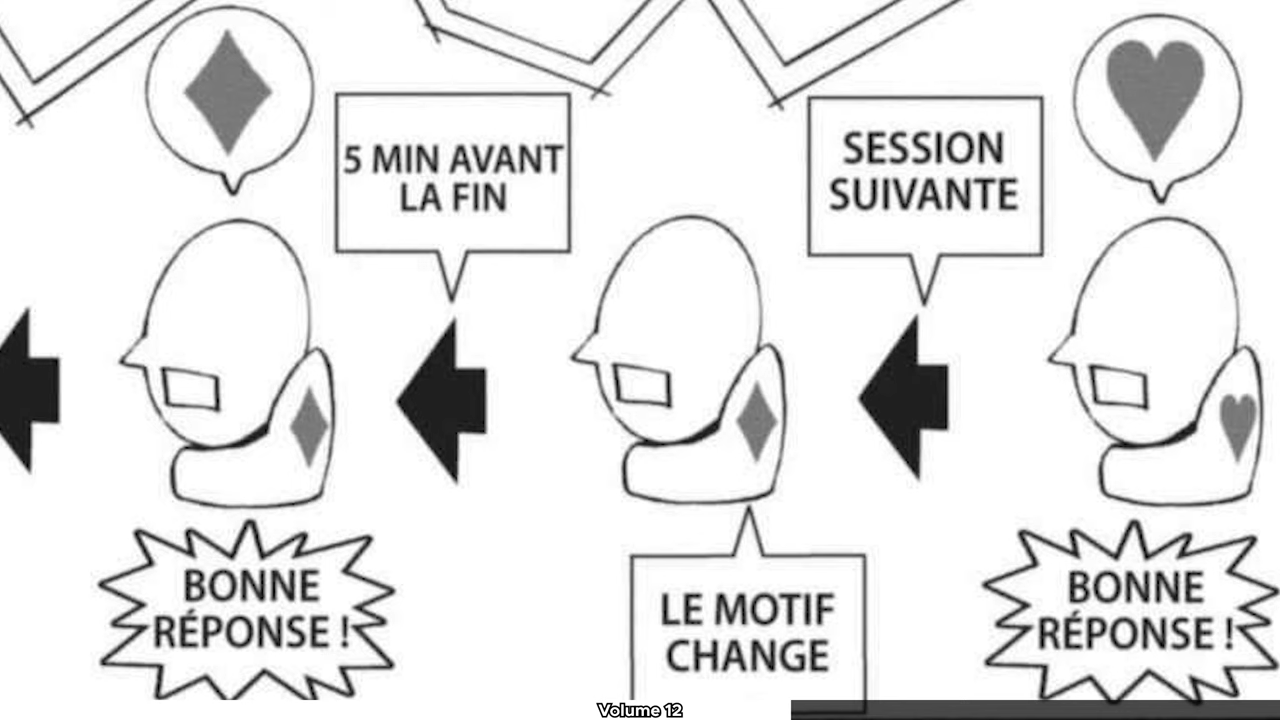 SESSION
SUIVANTE
5 MIN AVANT
LA FIN
BONNE
RÉPONSE !
LE MOTIF
CHANGE
BONNE
RÉPONSE !
Volume 12